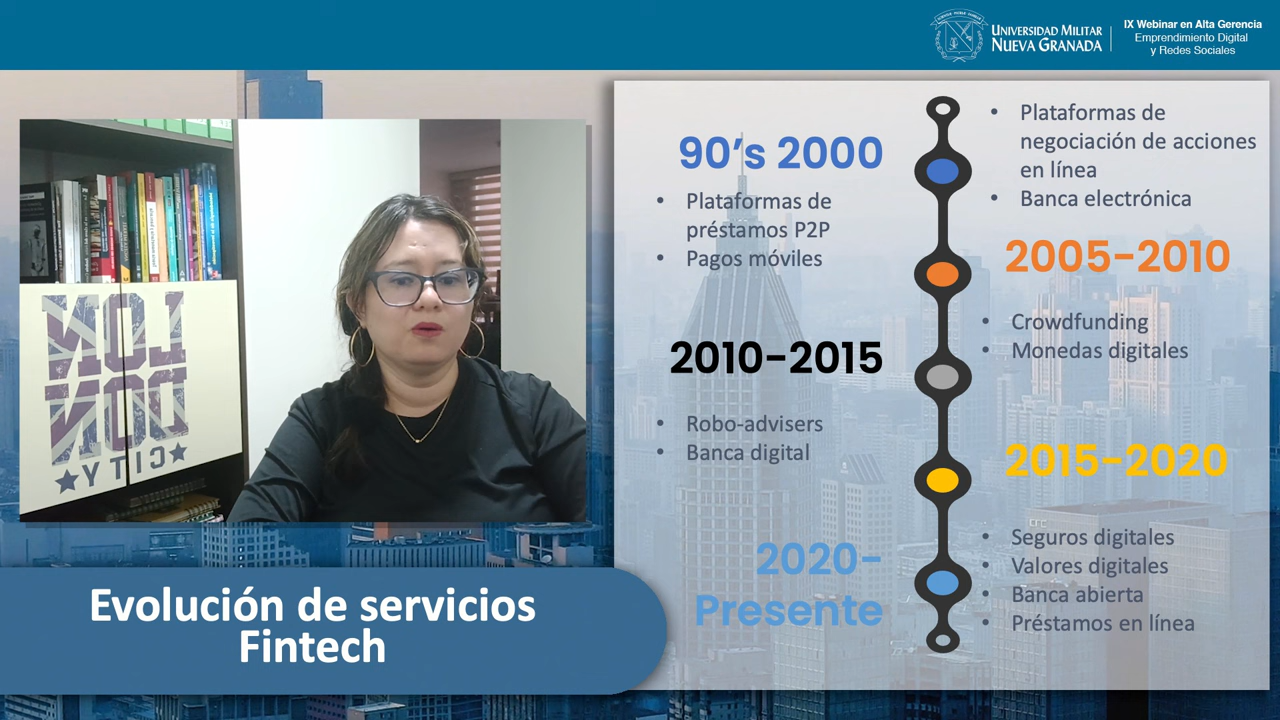 UNIVERSIDAD MILITAR
NUEVA GRANADA
IX Webinar en Alta Gerencia
Emprendimiento Digital
y Redes Sociales
90’s 2000
• Plataformas de
negociación de acciones
en línea
• Banca electrónica
• Plataformas de
préstamos P2P
• Pagos móviles
2005-2010
2010-2015
• Crowdfunding
• Monedas digitales
• Robo-advisers
• Banca digital
2015-2020
2020-
Presente
• Seguros digitales
• Valores digitales
• Banca abierta
• Préstamos en línea
LON
DON
CITY
Evolución de servicios
Fintech